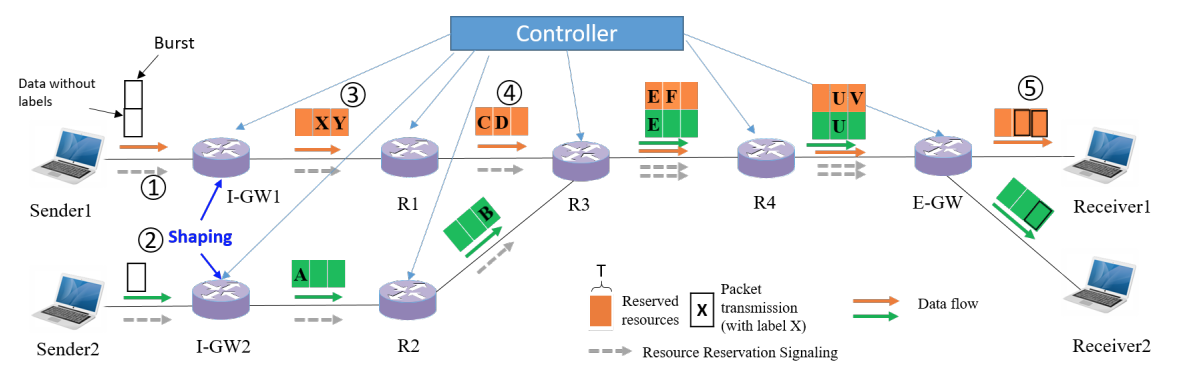 Controller
Burst
Data without
labels
③
④
⑤
X Y
C D
E F
E
U V
U
①
I-GW1
R1
R3
R4
E-GW
Sender1
Receiver1
② Shaping
B
A
T
Reserved
resources
X
Packet
transmission
(with label X)
Data flow
Sender2
I-GW2
R2
Resource Reservation Signaling
Receiver2